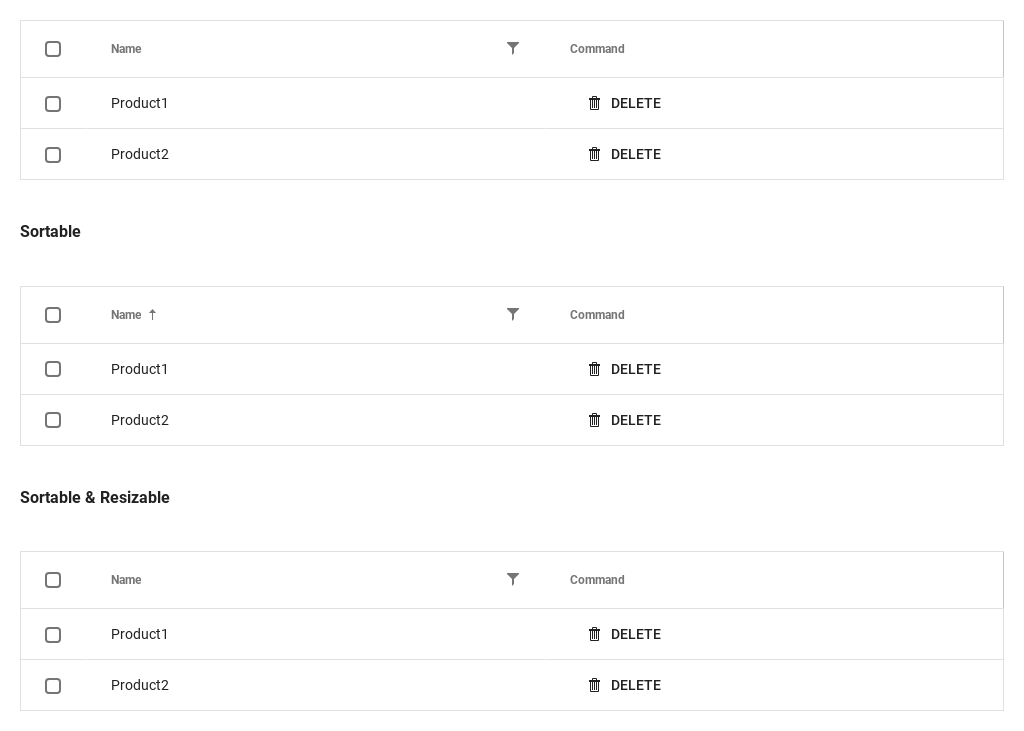 Name Command
Product1 DELETE
Product2 DELETE
Sortable
Name Command
Product1 DELETE
Product2 DELETE
Sortable & Resizable
Name Command
Product1 DELETE
Product2 DELETE